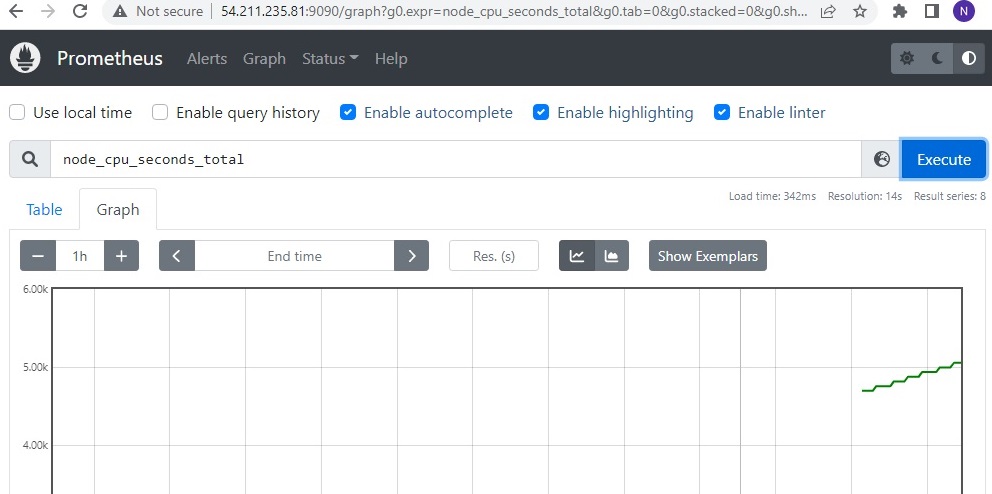 Not secure 54.211.235.81:9090/graph?g0.expr=node_cpu_seconds_total&g0.tab=0&g0.stacked=0&g0.sh... N
Prometheus Alerts Graph Status Help
Use local time Enable query history Enable autocomplete Enable highlighting Enable linter
node_cpu_seconds_total Execute
Load time: 342ms Resolution: 14s Result series: 8
Table Graph
− 1h + End time Res. (s) Show Exemplars
6.00k
5.00k
4.00k